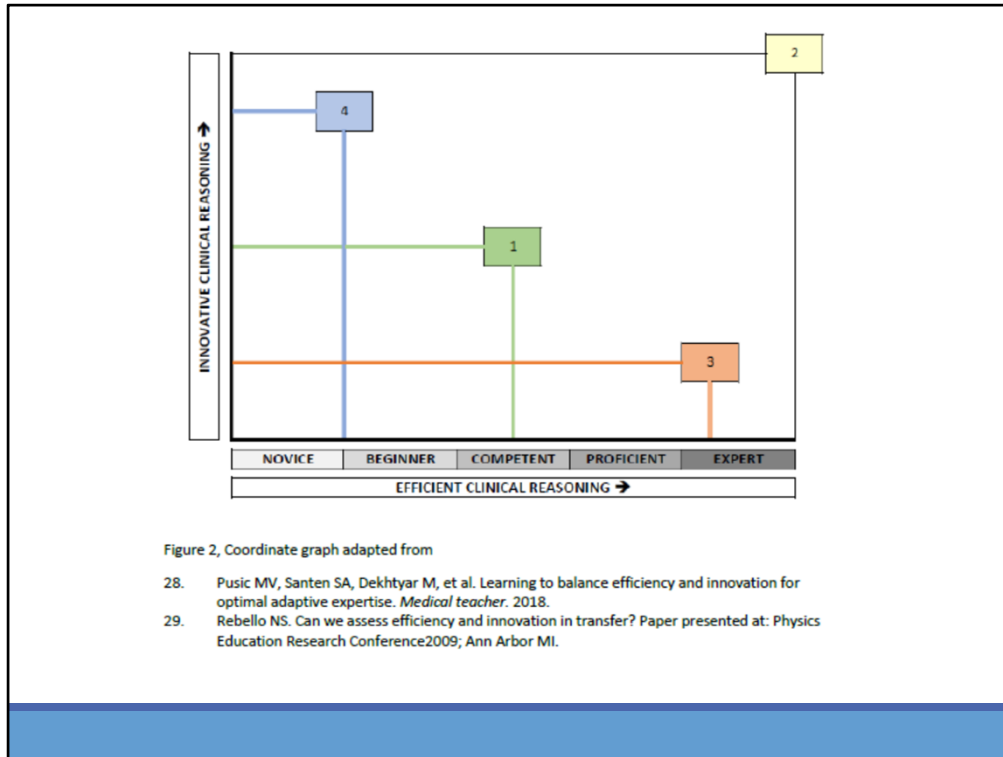 2
4
1
3
INNOVATIVE CLINICAL REASONING →
NOVICE BEGINNER COMPETENT PROFICIENT EXPERT
EFFICIENT CLINICAL REASONING →
Figure 2, Coordinate graph adapted from
28. Pusic MV, Santen SA, Dekhtyar M, et al. Learning to balance efficiency and innovation for
optimal adaptive expertise. Medical teacher. 2018.
29. Rebello NS. Can we assess efficiency and innovation in transfer? Paper presented at: Physics
Education Research Conference2009; Ann Arbor MI.